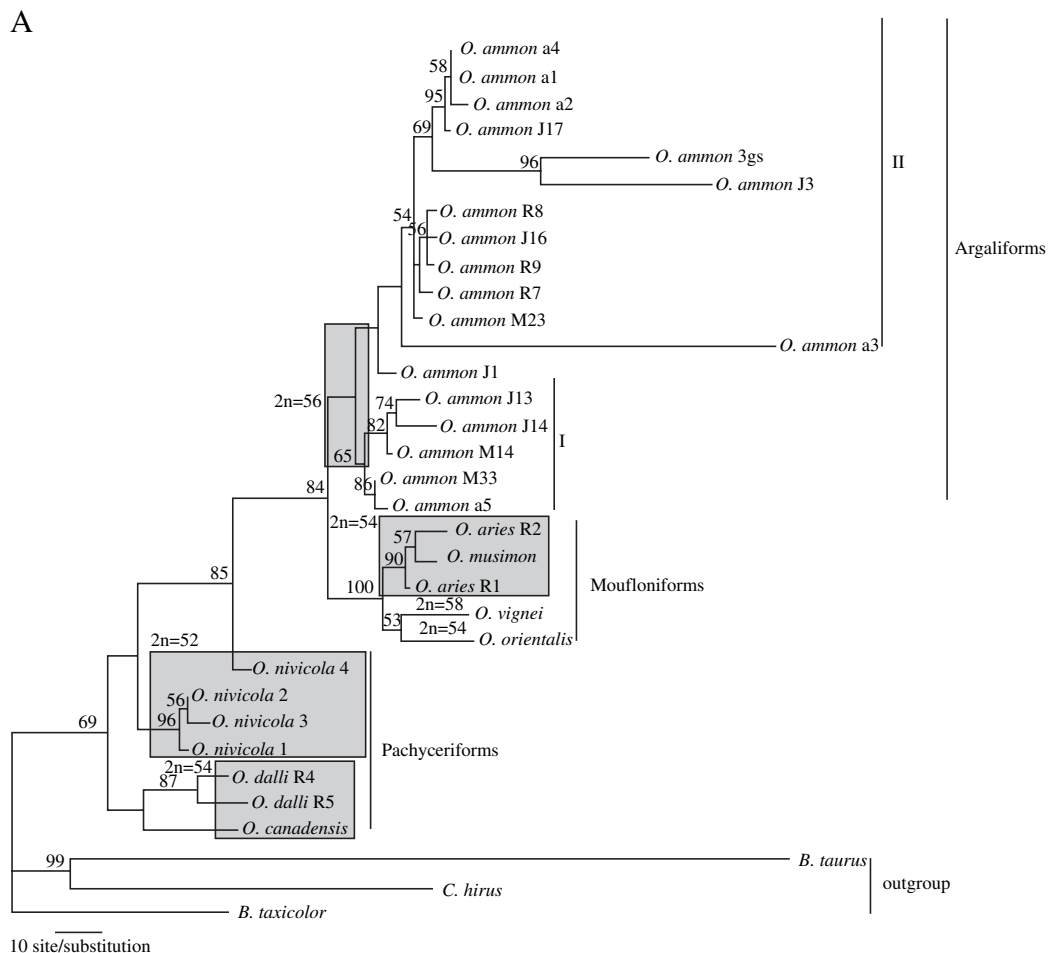 A
O. ammon a4
58
O. ammon a1
95
O. ammon a2
69
O. ammon J17
96
O. ammon 3gs
II
O. ammon J3
54
O. ammon R8
56
O. ammon J16
Argaliforms
O. ammon R9
O. ammon R7
O. ammon M23
O. ammon a3
O. ammon J1
2n=56
74
O. ammon J13
82
O. ammon J14
I
65
O. ammon M14
86
O. ammon M33
84
O. ammon a5
2n=54
57
O. aries R2
90
O. musimon
85
100
O. aries R1
Moufloniforms
2n=58
O. vignei
53
2n=54
O. orientalis
2n=52
O. nivicola 4
56
O. nivicola 2
69
96
O. nivicola 3
O. nivicola 1
Pachyceriforms
2n=54
87
O. dalli R4
O. dalli R5
O. canadensis
99
B. taurus
outgroup
C. hirus
B. taxicolor
10 site/substitution